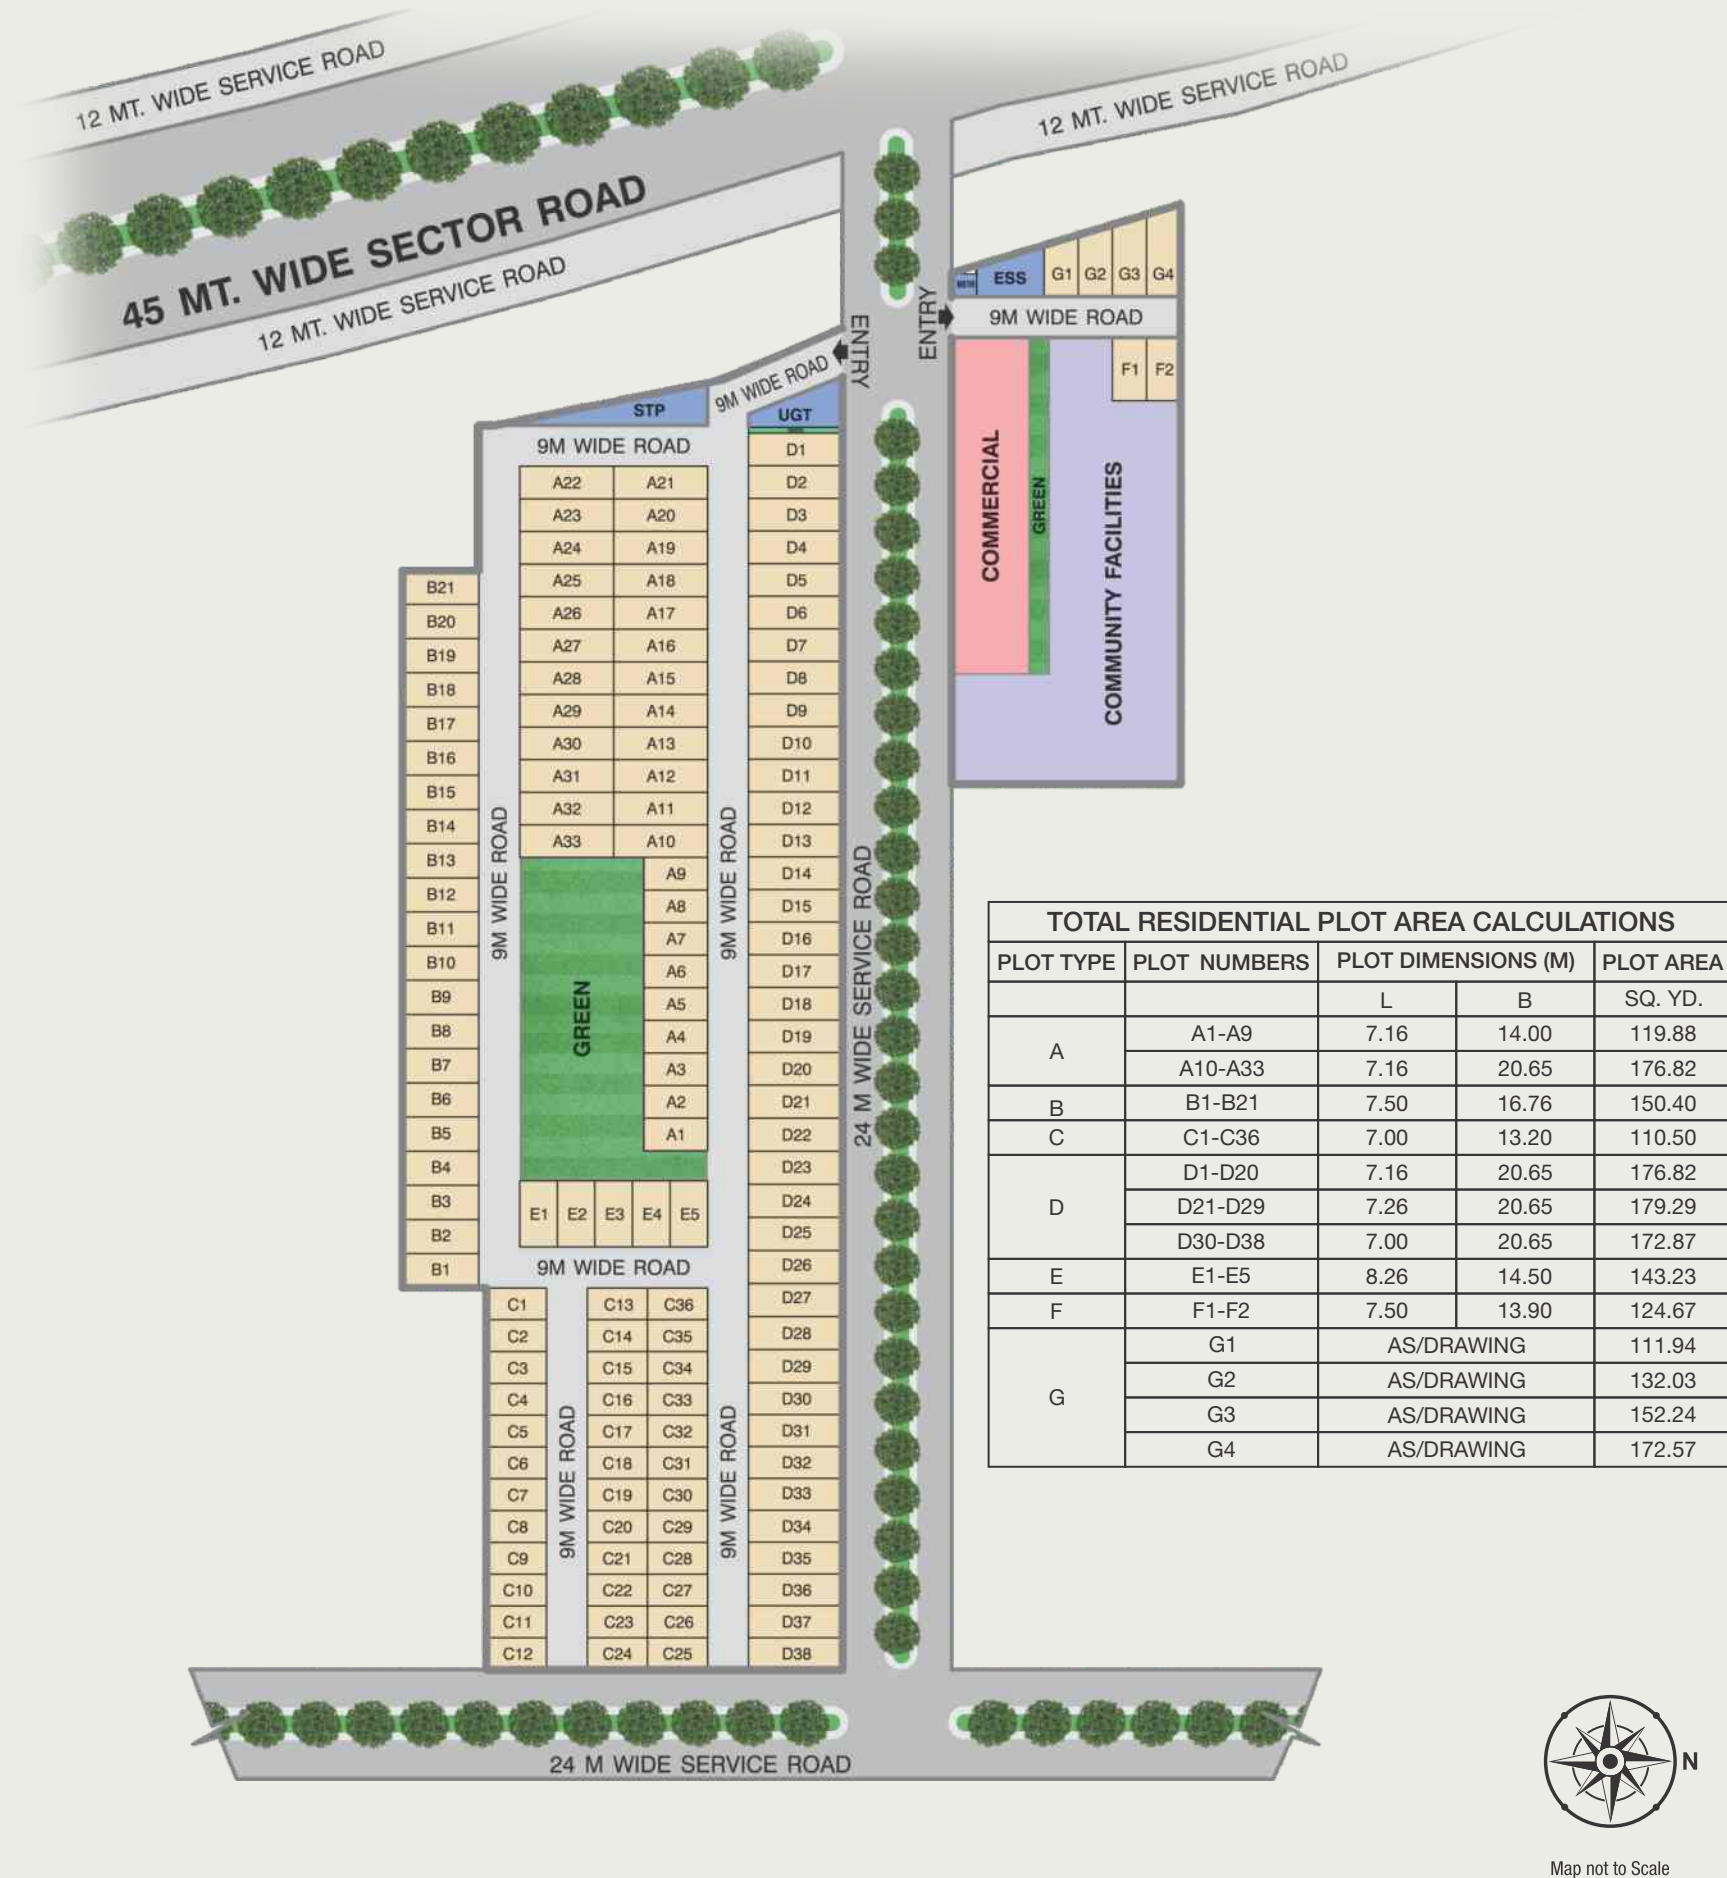 12 MT. WIDE SERVICE ROAD
12 MT. WIDE SERVICE ROAD
45 MT. WIDE SECTOR ROAD
12 MT. WIDE SERVICE ROAD
ESS G1 G2 G3 G4
ENTRY
9M WIDE ROAD
ENTRY
9M WIDE ROAD
F1 F2
STP
UGT
9M WIDE ROAD
COMMERCIAL
GREEN
COMMUNITY FACILITIES
D1
A22 A21 D2
A23 A20 D3
A24 A19 D4
B21 A25 A18 D5
B20 A26 A17 D6
B19 A27 A16 D7
B18 A28 A15 D8
B17 A29 A14 D9
B16 A30 A13 D10
B15 A31 A12 D11
B14 A32 A11 D12
B13 A33 A10 D13
9M WIDE ROAD
9M WIDE ROAD
24 M WIDE SERVICE ROAD
B12 A9 D14
B11 A8 D15
B10 A7 D16
B9 A6 D17
B8 A5 D18
GREEN
B7 A4 D19
B6 A3 D20
B5 A2 D21
B4 A1 D22
B3 D23
B2 E1 E2 E3 E4 E5 D24
D25
B1 9M WIDE ROAD D26
C1 C13 C36 D27
C2 C14 C35 D28
C3 C15 C34 D29
C4 C16 C33 D30
C5 C17 C32 D31
C6 C18 C31 D32
C7 C19 C30 D33
C8 C20 C29 D34
C9 C21 C28 D35
C10 C22 C27 D36
C11 C23 C26 D37
C12 C24 C25 D38
9M WIDE ROAD
9M WIDE ROAD
24 M WIDE SERVICE ROAD
TOTAL RESIDENTIAL PLOT AREA CALCULATIONS
PLOT TYPE PLOT NUMBERS PLOT DIMENSIONS (M) PLOT AREA
L B SQ. YD.
A A1-A9 7.16 14.00 119.88
A10-A33 7.16 20.65 176.82
B B1-B21 7.50 16.76 150.40
C C1-C36 7.00 13.20 110.50
D D1-D20 7.16 20.65 176.82
D21-D29 7.26 20.65 179.29
D30-D38 7.00 20.65 172.87
E E1-E5 8.26 14.50 143.23
F F1-F2 7.50 13.90 124.67
G G1 AS/DRAWING 111.94
G2 AS/DRAWING 132.03
G3 AS/DRAWING 152.24
G4 AS/DRAWING 172.57
N
Map not to Scale